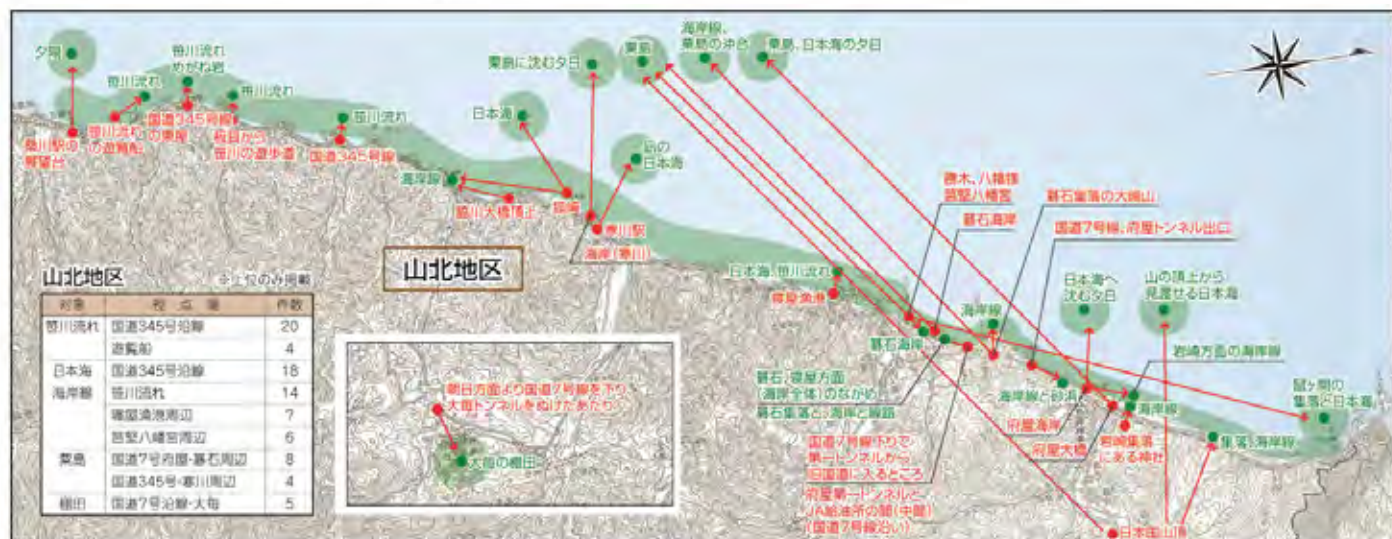 夕陽
笹川流れ
笹川流れ
めがね岩
笹川流れ
笹川流れ
桑川駅の
展望台
笹川流れ
の遊覧船
国道345号線
の東屋
板貝から
笹川の遊歩道
国道345号線
海岸線
脇川大橋頂上
日本海
粟島に沈む夕日
粟島
海岸線、
粟島の沖合
粟島、日本海の夕日
凪の
日本海
寒川駅
海岸(寒川)
山北地区
日本海、笹川流れ
寝屋漁港
勝木、八幡様
筥堅八幡宮
碁石海岸
碁石集落の大嶋山
国道7号線、府屋トンネル出口
日本海へ
沈む夕日
山の頂上から
見渡せる日本海
海岸線
碁石海岸
岩崎方面の海岸線
鼠ヶ関の
集落と日本海
碁石、寝屋方面
(海岸全体)のながめ
碁石集落と、海岸と線路
海岸線と砂浜
海岸線
府屋海岸
府屋大橋
岩崎集落
にある神社
集落、海岸線
国道7号線下りで
第一トンネルから
旧国道に入るところ
府屋第一トンネルと
JA給油所の間(中間)
(国道7号線沿い)
日本国山頂
山北地区 ※上位のみ掲載
対象 視点場 件数
笹川流れ 国道345号沿線 20
遊覧船 4
日本海 国道345号沿線 18
海岸線 笹川流れ 14
寝屋漁港周辺 7
筥堅八幡宮周辺 6
粟島 国道7号府屋・碁石周辺 8
国道345号・寒川周辺 4
棚田 国道7号沿線・大毎 5
朝日方面より国道7号線を下り
大毎トンネルをぬけたあたり
大毎の棚田